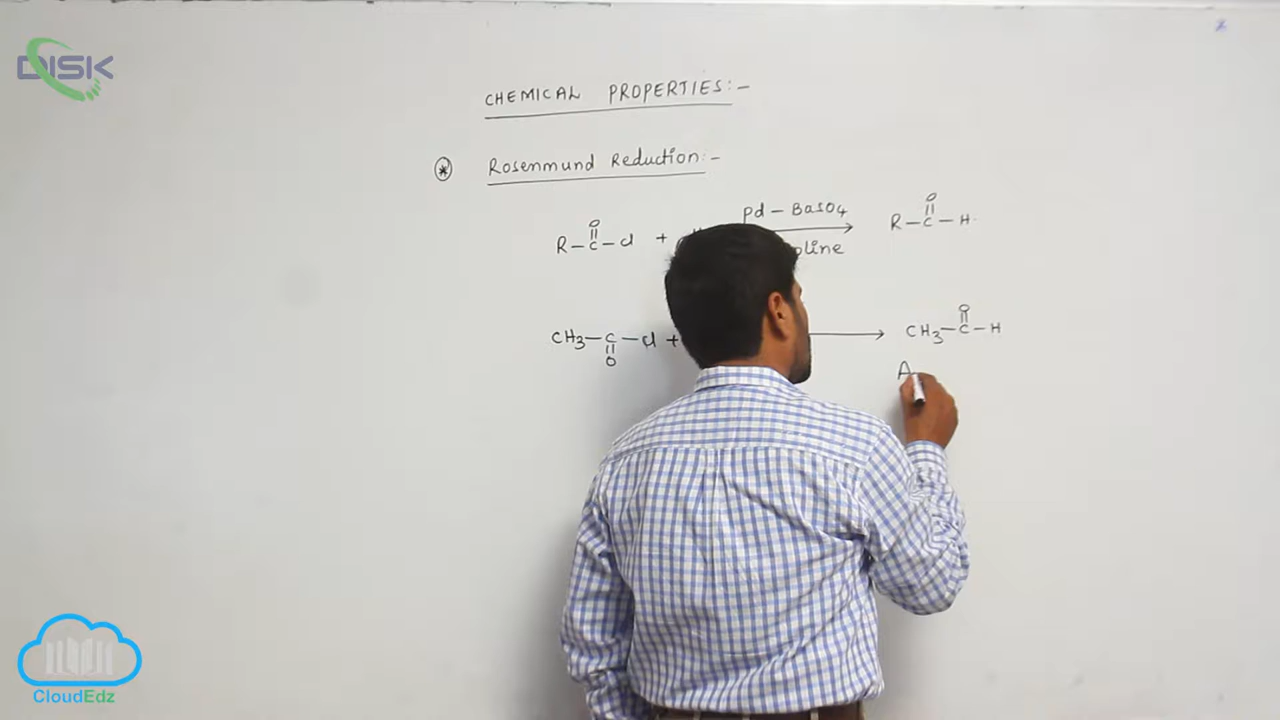 DISK
CHEMICAL PROPERTIES:-
* Rosenmund Reduction:-
O
Pd - BaSO4
R-C-Cl +
oline
O
R-C-H
CH3-C-Cl +
O
O
CH3-C-H
A
CloudEdz